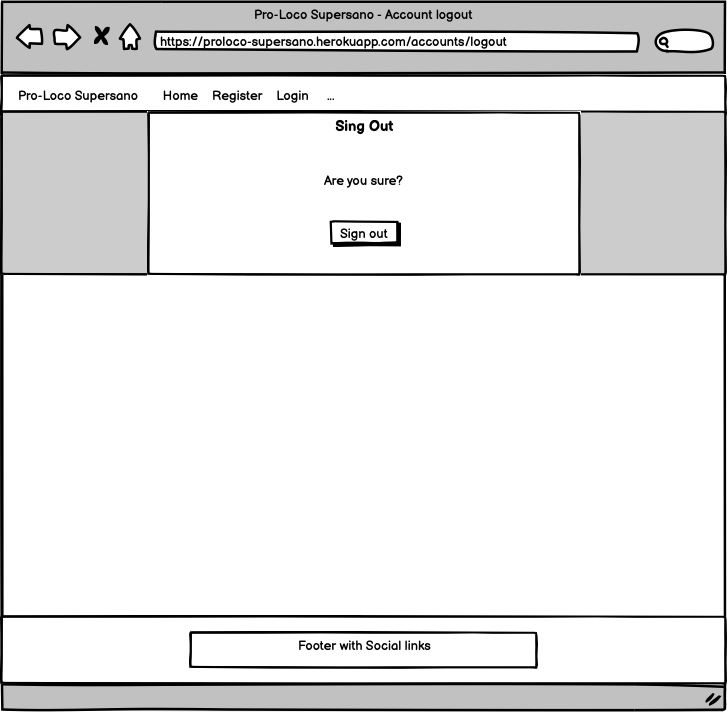 Pro-Loco Supersano - Account logout
https://proloco-supersano.herokuapp.com/accounts/logout
Pro-Loco Supersano Home Register Login ...
Sing Out
Are you sure?
Sign out
Footer with Social links